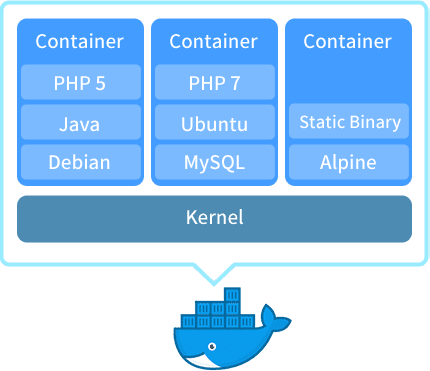 Container
PHP 5
Java
Debian
Container
PHP 7
Ubuntu
MySQL
Container
Static Binary
Alpine
Kernel